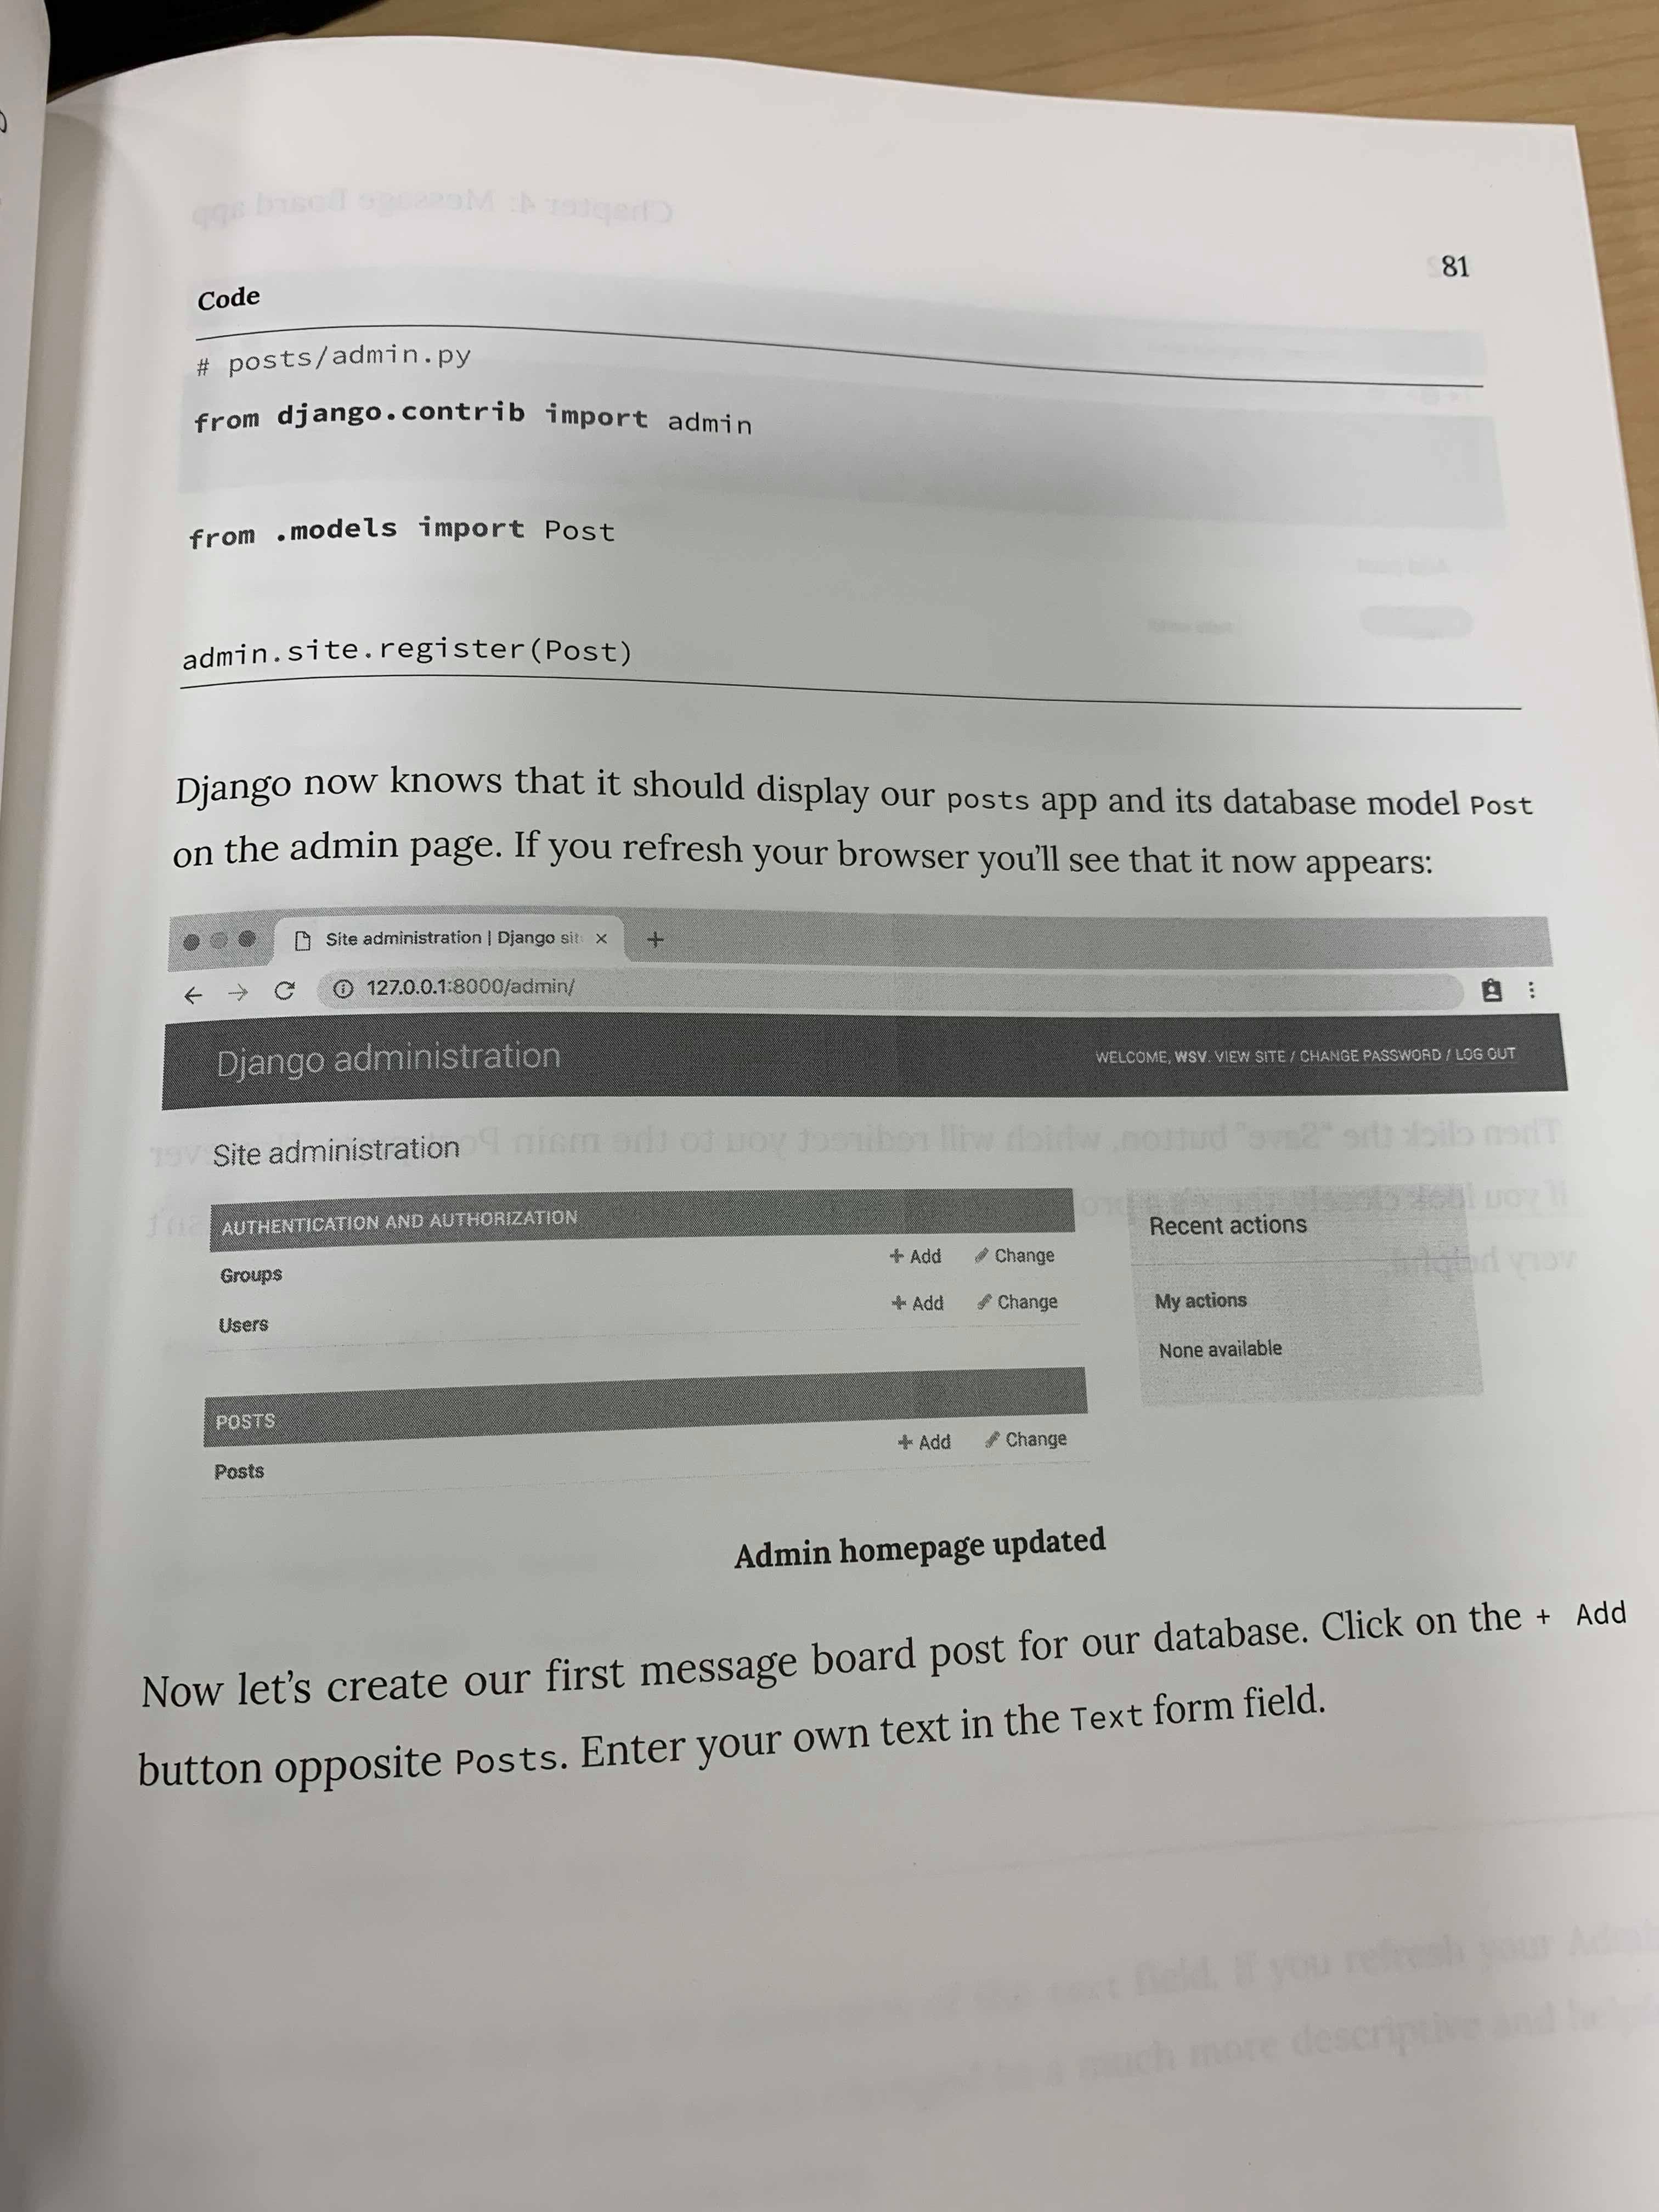 81
Code
# posts/admin.py
from django.contrib import admin
from .models import Post
admin.site.register(Post)
Django now knows that it should display our posts app and its database model Post
on the admin page. If you refresh your browser you'll see that it now appears:
Site administration | Django sit
127.0.0.1:8000/admin/
Django administration
WELCOME, WSV. VIEW SITE / CHANGE PASSWORD / LOG OUT
Site administration
AUTHENTICATION AND AUTHORIZATION
Groups + Add Change
Users + Add Change
POSTS
Posts + Add Change
Recent actions
My actions
None available
Admin homepage updated
Now let's create our first message board post for our database. Click on the + Add
button opposite Posts. Enter your own text in the Text form field.